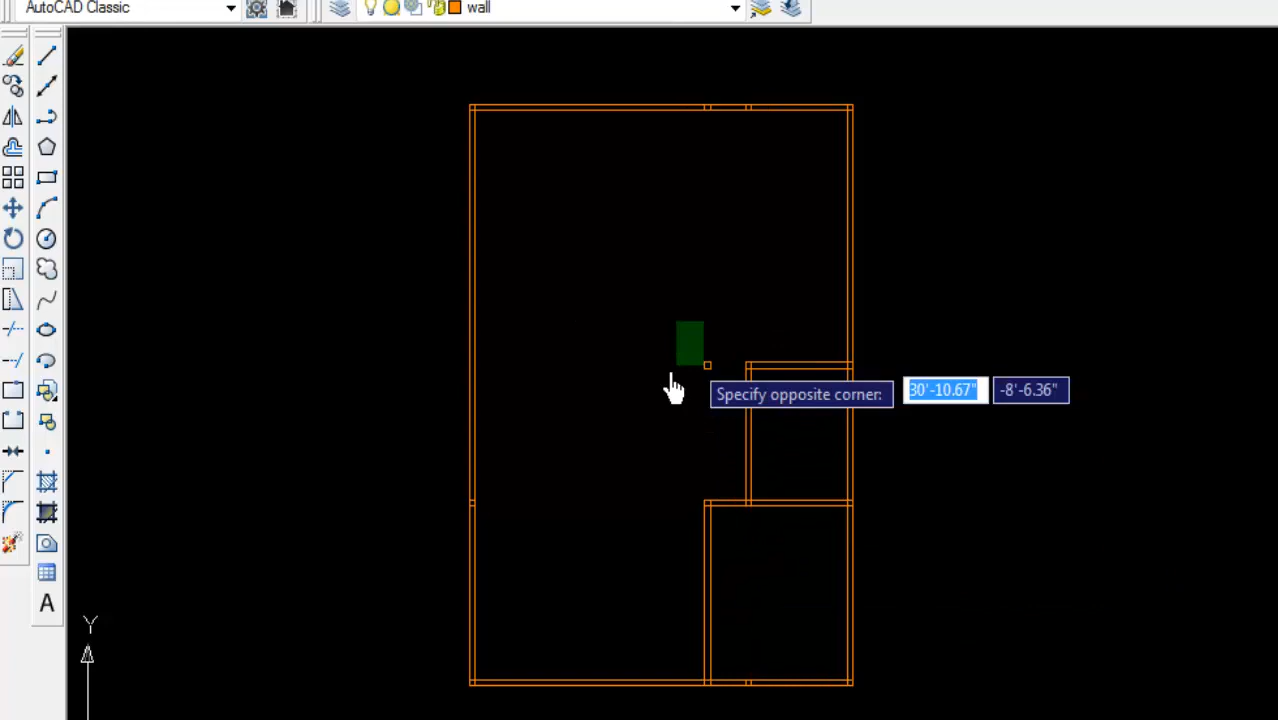 AutoCAD Classic
wall
Specify opposite corner: 30'-10.67" -8'-6.36"
A
Y